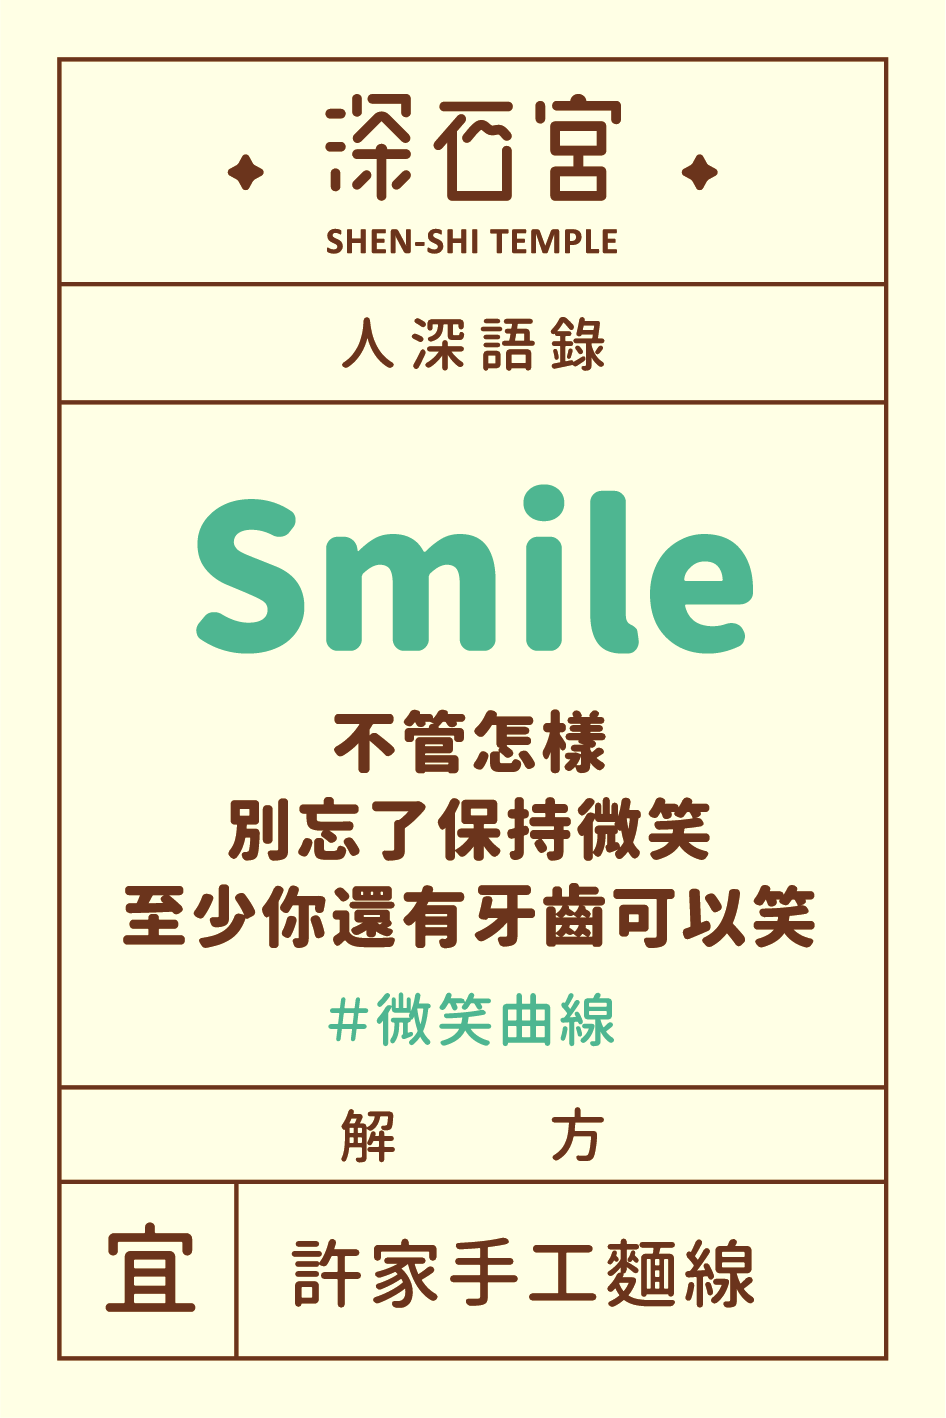 深石宮
SHEN-SHI TEMPLE
人深語錄
Smile
不管怎樣
別忘了保持微笑
至少你還有牙齒可以笑
#微笑曲線
解方
宜
許家手工麵線